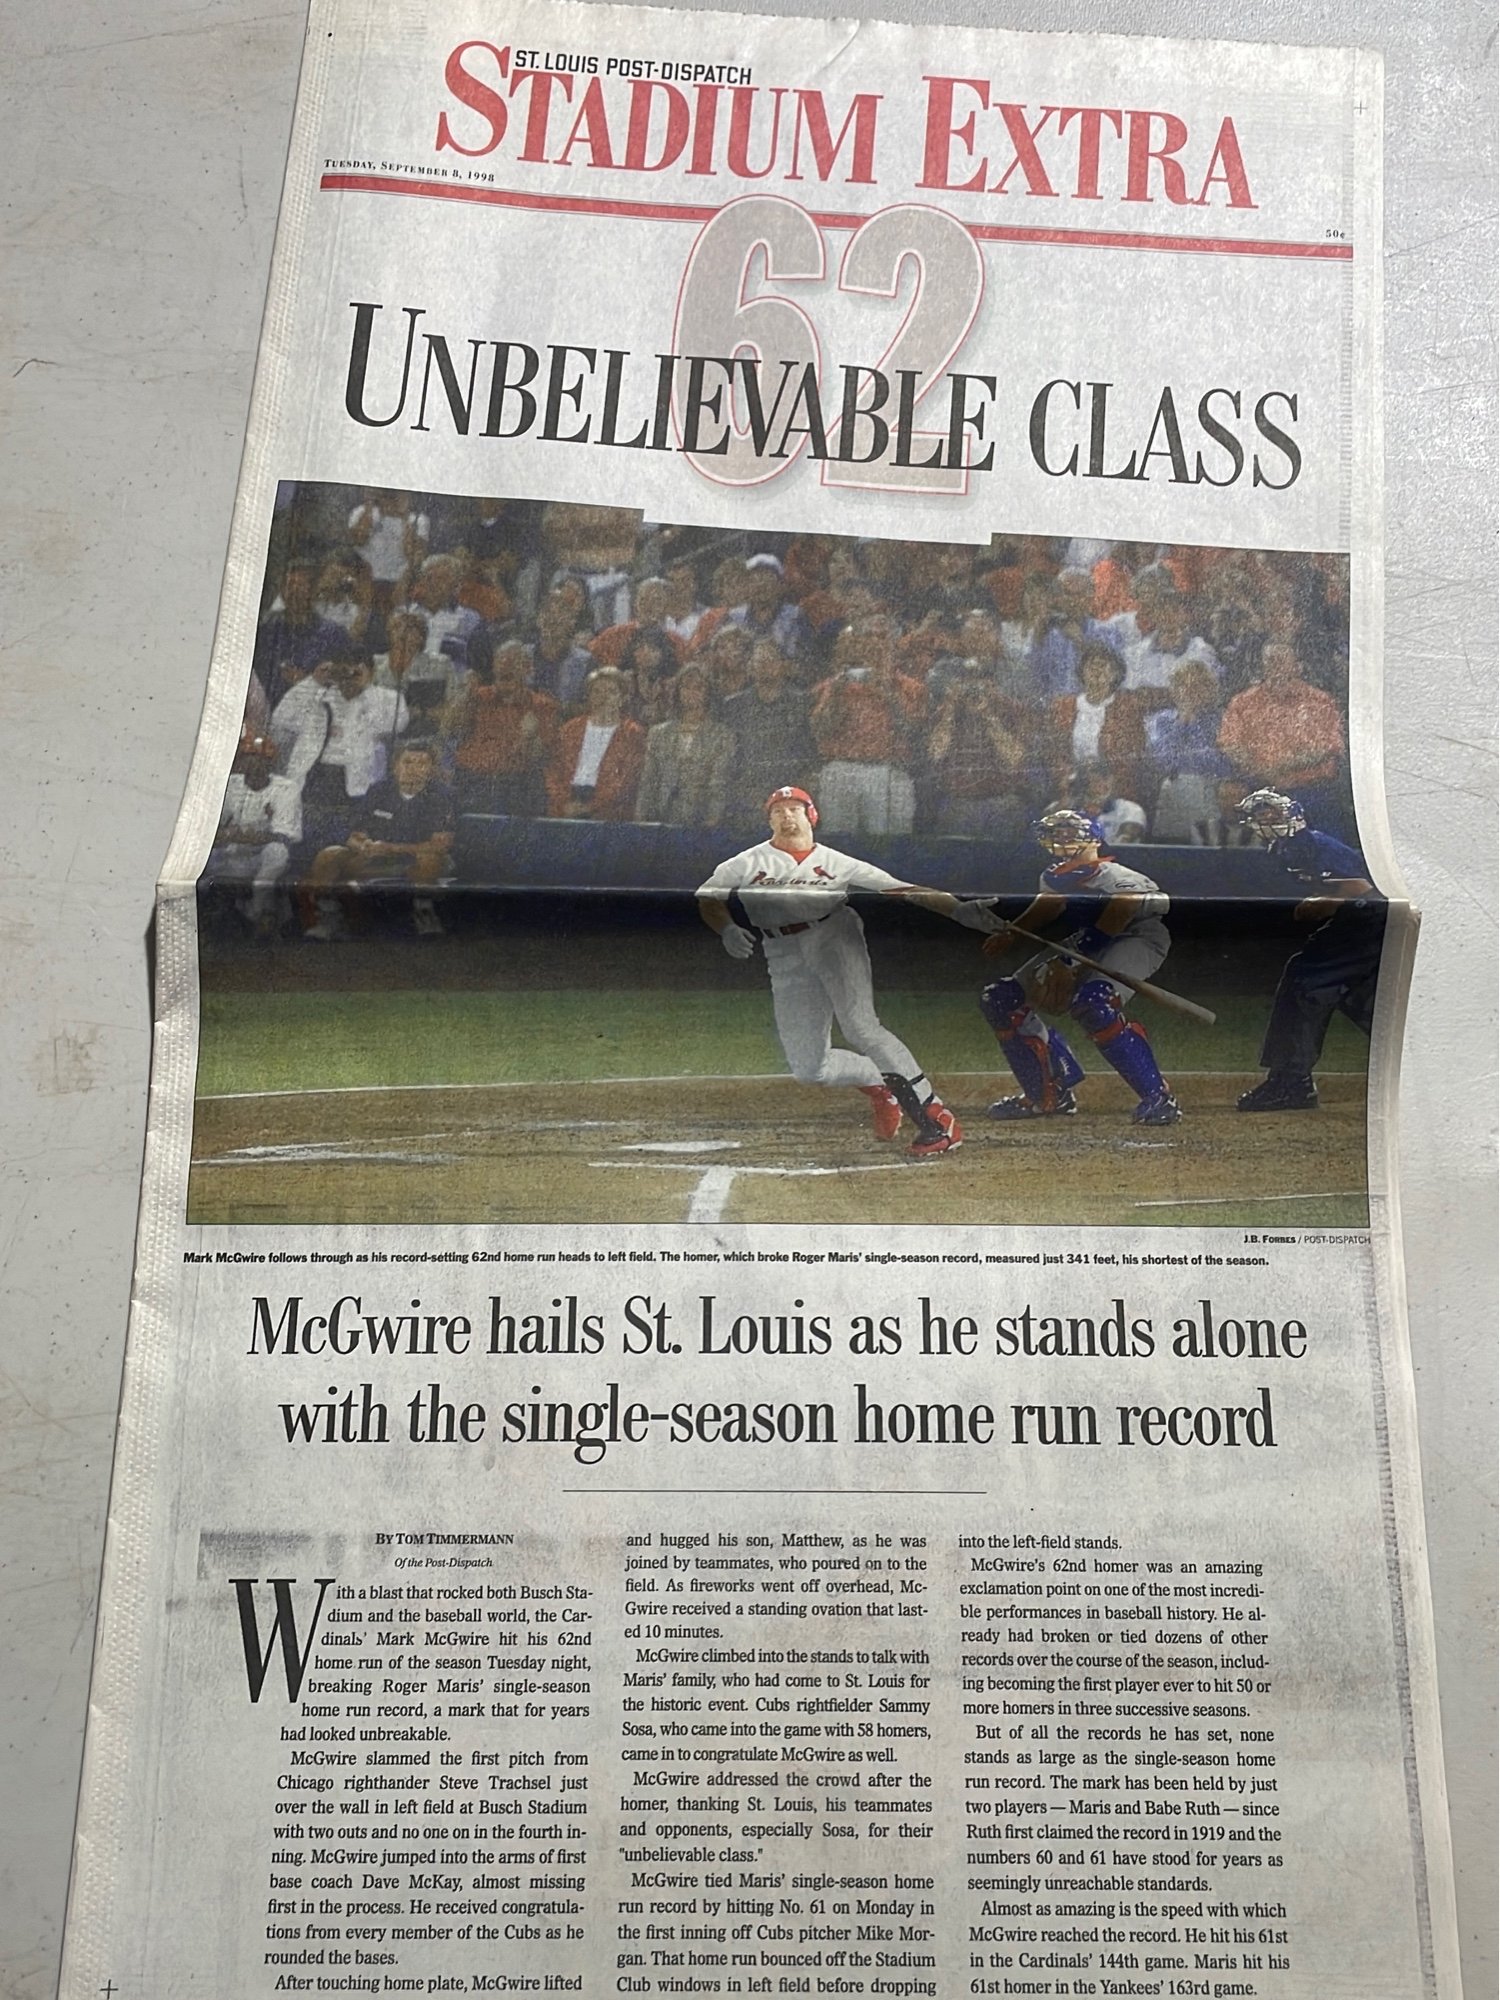 ST. LOUIS POST-DISPATCH
STADIUM EXTRA
TUESDAY, SEPTEMBER 8, 1998
50¢
62
UNBELIEVABLE CLASS
Cardinals
J.B. FORBES / POST-DISPATCH
Mark McGwire follows through as his record-setting 62nd home run heads to left field. The homer, which broke Roger Maris' single-season record, measured just 341 feet, his shortest of the season.
McGwire hails St. Louis as he stands alone
with the single-season home run record
BY TOM TIMMERMANN
Of the Post-Dispatch
With a blast that rocked both Busch Sta-
dium and the baseball world, the Car-
dinals' Mark McGwire hit his 62nd
home run of the season Tuesday night,
breaking Roger Maris' single-season
home run record, a mark that for years
had looked unbreakable.
McGwire slammed the first pitch from
Chicago righthander Steve Trachsel just
over the wall in left field at Busch Stadium
with two outs and no one on in the fourth in-
ning. McGwire jumped into the arms of first
base coach Dave McKay, almost missing
first in the process. He received congratula-
tions from every member of the Cubs as he
rounded the bases.
After touching home plate, McGwire lifted
and hugged his son, Matthew, as he was
joined by teammates, who poured on to the
field. As fireworks went off overhead, Mc-
Gwire received a standing ovation that last-
ed 10 minutes.
McGwire climbed into the stands to talk with
Maris' family, who had come to St. Louis for
the historic event. Cubs rightfielder Sammy
Sosa, who came into the game with 58 homers,
came in to congratulate McGwire as well.
McGwire addressed the crowd after the
homer, thanking St. Louis, his teammates
and opponents, especially Sosa, for their
"unbelievable class."
McGwire tied Maris' single-season home
run record by hitting No. 61 on Monday in
the first inning off Cubs pitcher Mike Mor-
gan. That home run bounced off the Stadium
Club windows in left field before dropping
into the left-field stands.
McGwire's 62nd homer was an amazing
exclamation point on one of the most incredi-
ble performances in baseball history. He al-
ready had broken or tied dozens of other
records over the course of the season, includ-
ing becoming the first player ever to hit 50 or
more homers in three successive seasons.
But of all the records he has set, none
stands as large as the single-season home
run record. The mark has been held by just
two players — Maris and Babe Ruth — since
Ruth first claimed the record in 1919 and the
numbers 60 and 61 have stood for years as
seemingly unreachable standards.
Almost as amazing is the speed with which
McGwire reached the record. He hit his 61st
in the Cardinals' 144th game. Maris hit his
61st homer in the Yankees' 163rd game.